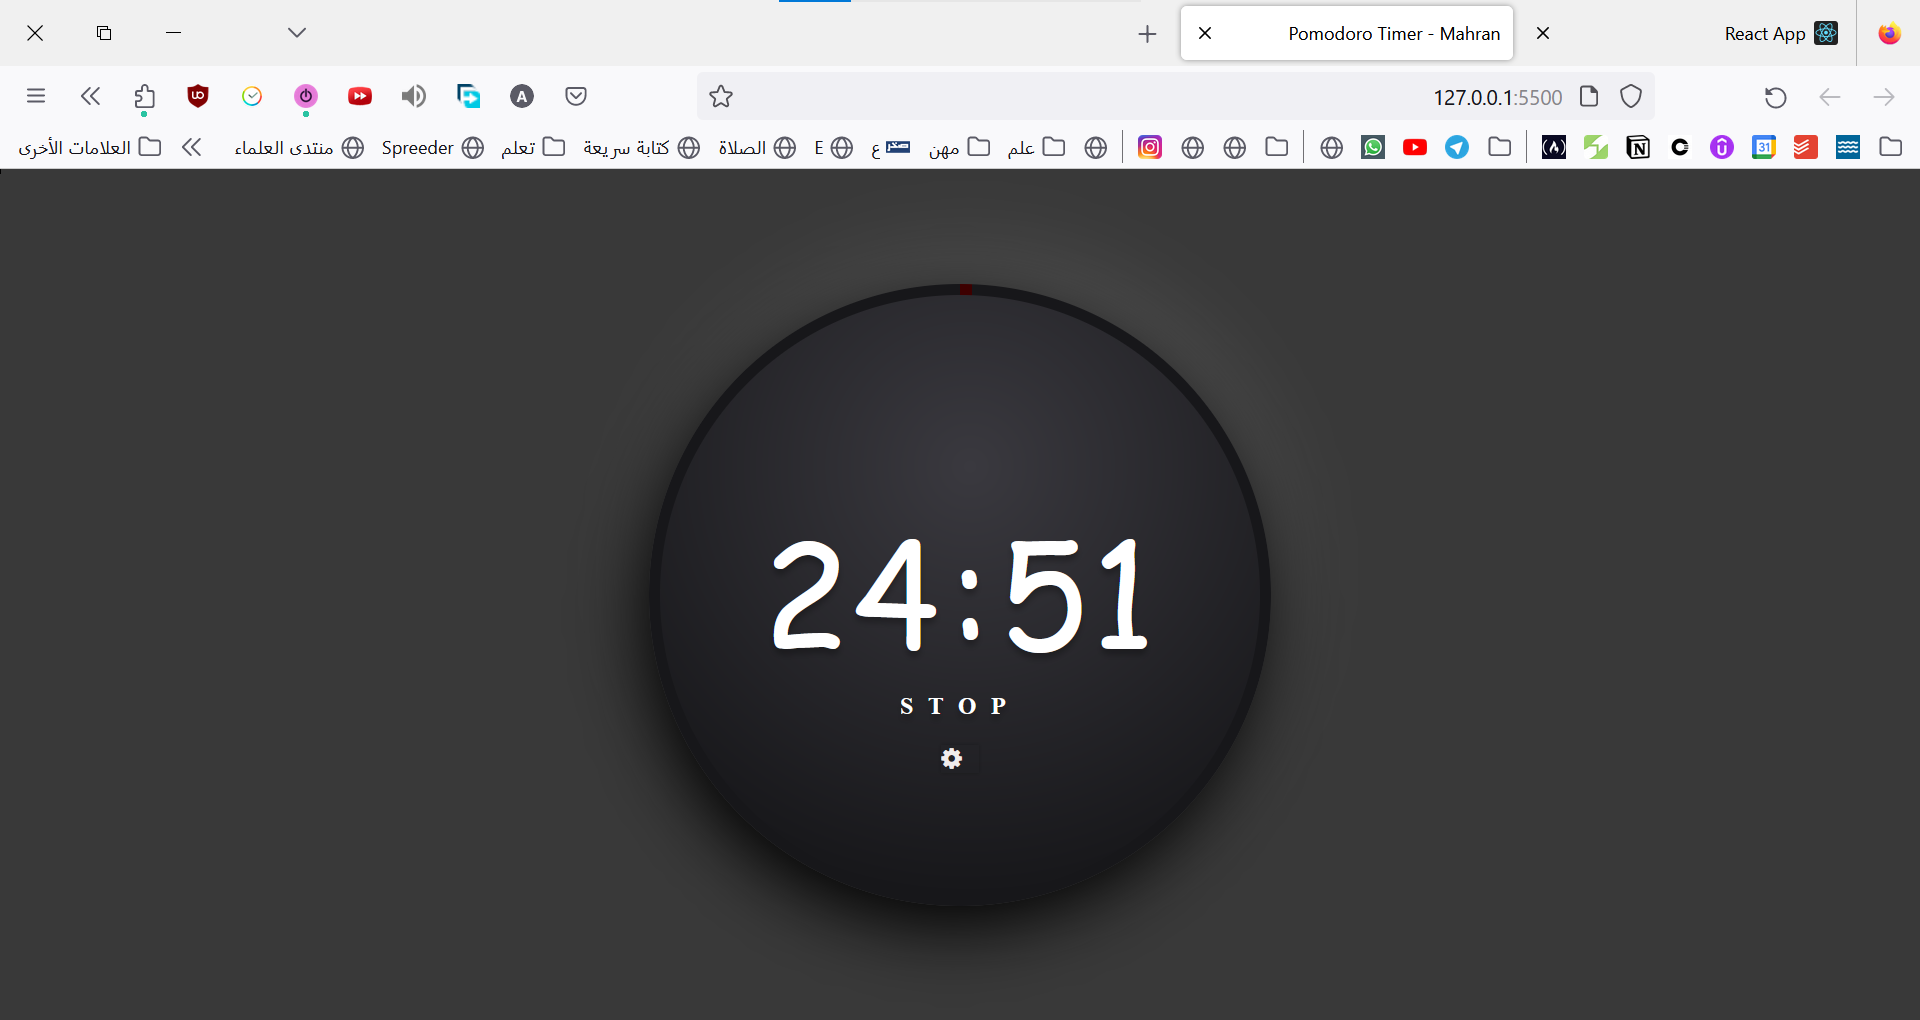 React App
Pomodoro Timer - Mahran
127.0.0.1:5500
علم
مهن
ع
E
الصلاة
كتابة سريعة
تعلم
Spreeder
منتدى العلماء
العلامات الأخرى
24:51
STOP